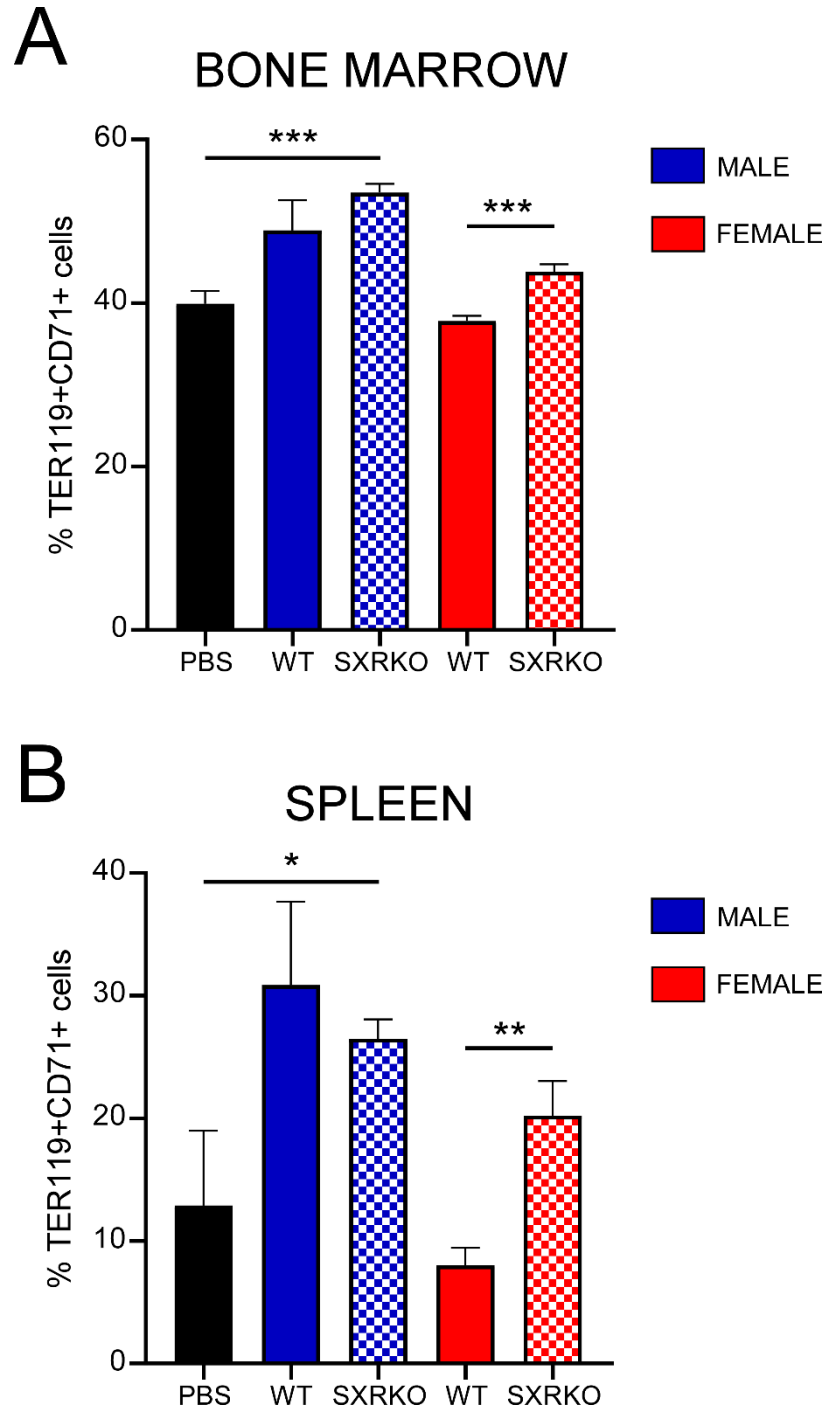 A
BONE MARROW
60
40
20
0
% TER119+CD71+ cells
***
***
MALE
FEMALE
PBS WT SXRKO WT SXRKO
B
SPLEEN
40
30
20
10
0
% TER119+CD71+ cells
*
**
MALE
FEMALE
PBS WT SXRKO WT SXRKO